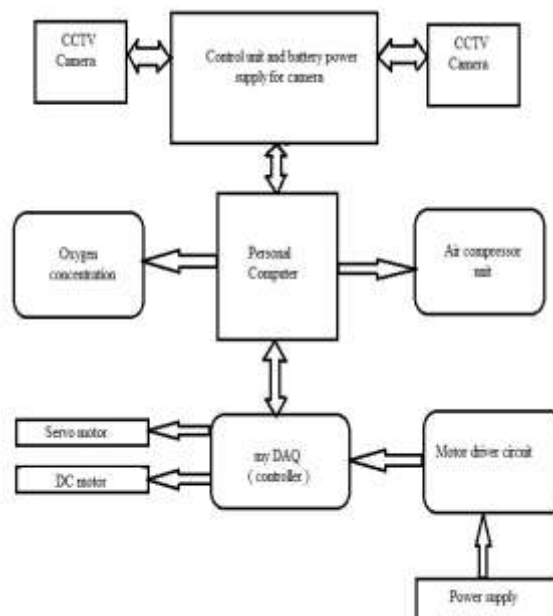 CCTV
Camera
Control unit and battery power
supply for camera
CCTV
Camera
Oxygen
concentration
Personal
Computer
Air compressor
unit
Servo motor
DC motor
my DAQ
( controller )
Motor driver circuit
Power supply